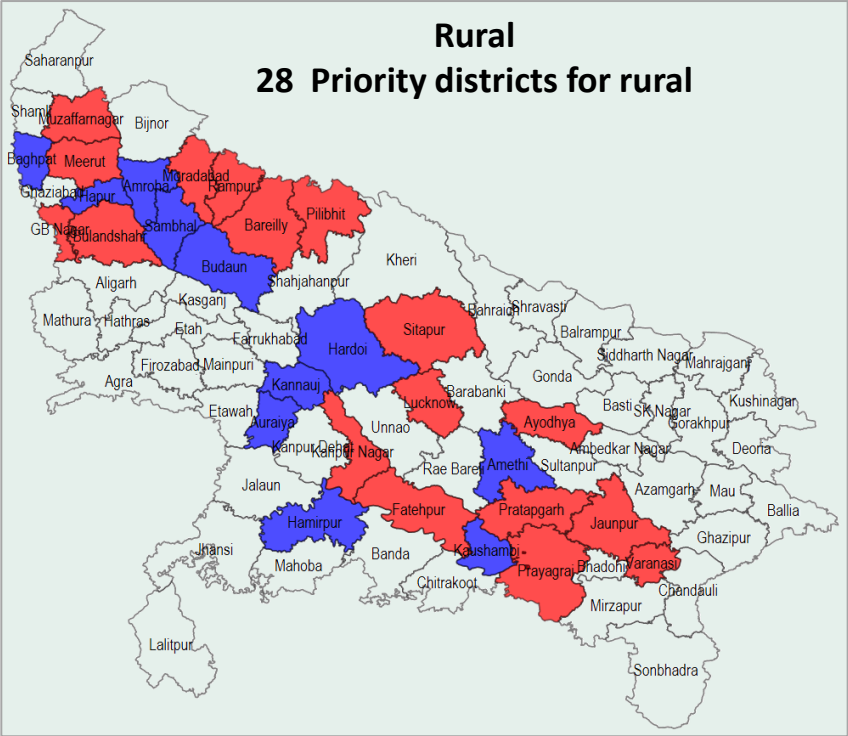 Rural
28 Priority districts for rural
Saharanpur
Shamli
Muzaffarnagar
Bijnor
Baghpat
Meerut
Moradabad
Amroha
Rampur
Ghaziabad
Hapur
Pilibhit
GB Nagar
Bulandshahr
Sambhal
Bareilly
Budaun
Kheri
Aligarh
Shahjahanpur
Kasganj
Mathura
Hathras
Etah
Farrukhabad
Bahraich
Shravasti
Sitapur
Balrampur
Hardoi
Siddharth Nagar
Mahrajganj
Firozabad
Mainpuri
Agra
Gonda
Kannauj
Barabanki
Lucknow
Basti
SK Nagar
Kushinagar
Etawah
Auraiya
Unnao
Ayodhya
Gorakhpur
Kanpur Dehat
Kanpur Nagar
Ambedkar Nagar
Deoria
Rae Bareli
Amethi
Sultanpur
Jalaun
Azamgarh
Mau
Fatehpur
Pratapgarh
Ballia
Hamirpur
Jaunpur
Ghazipur
Jhansi
Banda
Kaushambi
Mahoba
Prayagraj
Bhadohi
Varanasi
Chitrakoot
Chandauli
Mirzapur
Lalitpur
Sonbhadra